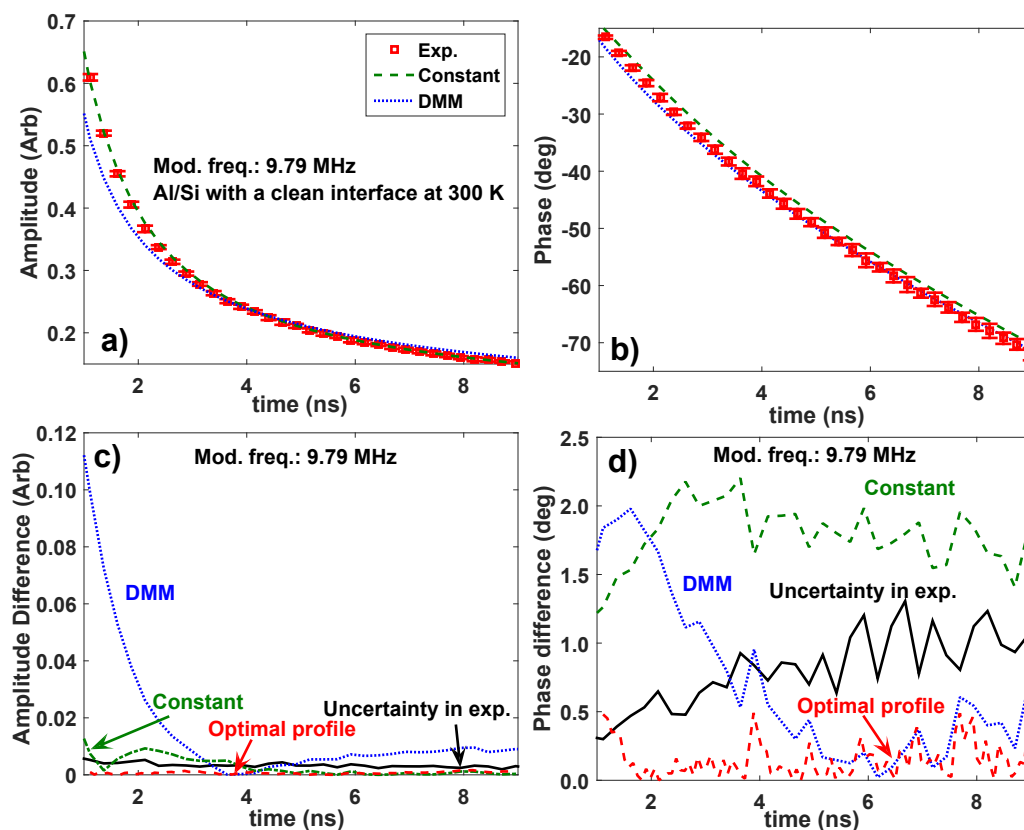 a)
Amplitude (Arb)
0.7
0.6
0.5
0.4
0.3
0.2
Exp.
Constant
DMM
Mod. freq.: 9.79 MHz
Al/Si with a clean interface at 300 K
2 4 6 8
time (ns)
b)
Phase (deg)
-20
-30
-40
-50
-60
-70
2 4 6 8
time (ns)
c)
Amplitude Difference (Arb)
0.12
0.1
0.08
0.06
0.04
0.02
0
Mod. freq.: 9.79 MHz
DMM
Constant
Uncertainty in exp.
Optimal profile
2 4 6 8
time (ns)
d)
Phase difference (deg)
2.5
2.0
1.5
1.0
0.5
0.0
Mod. freq.: 9.79 MHz
Constant
DMM
Uncertainty in exp.
Optimal profile
2 4 6 8
time (ns)